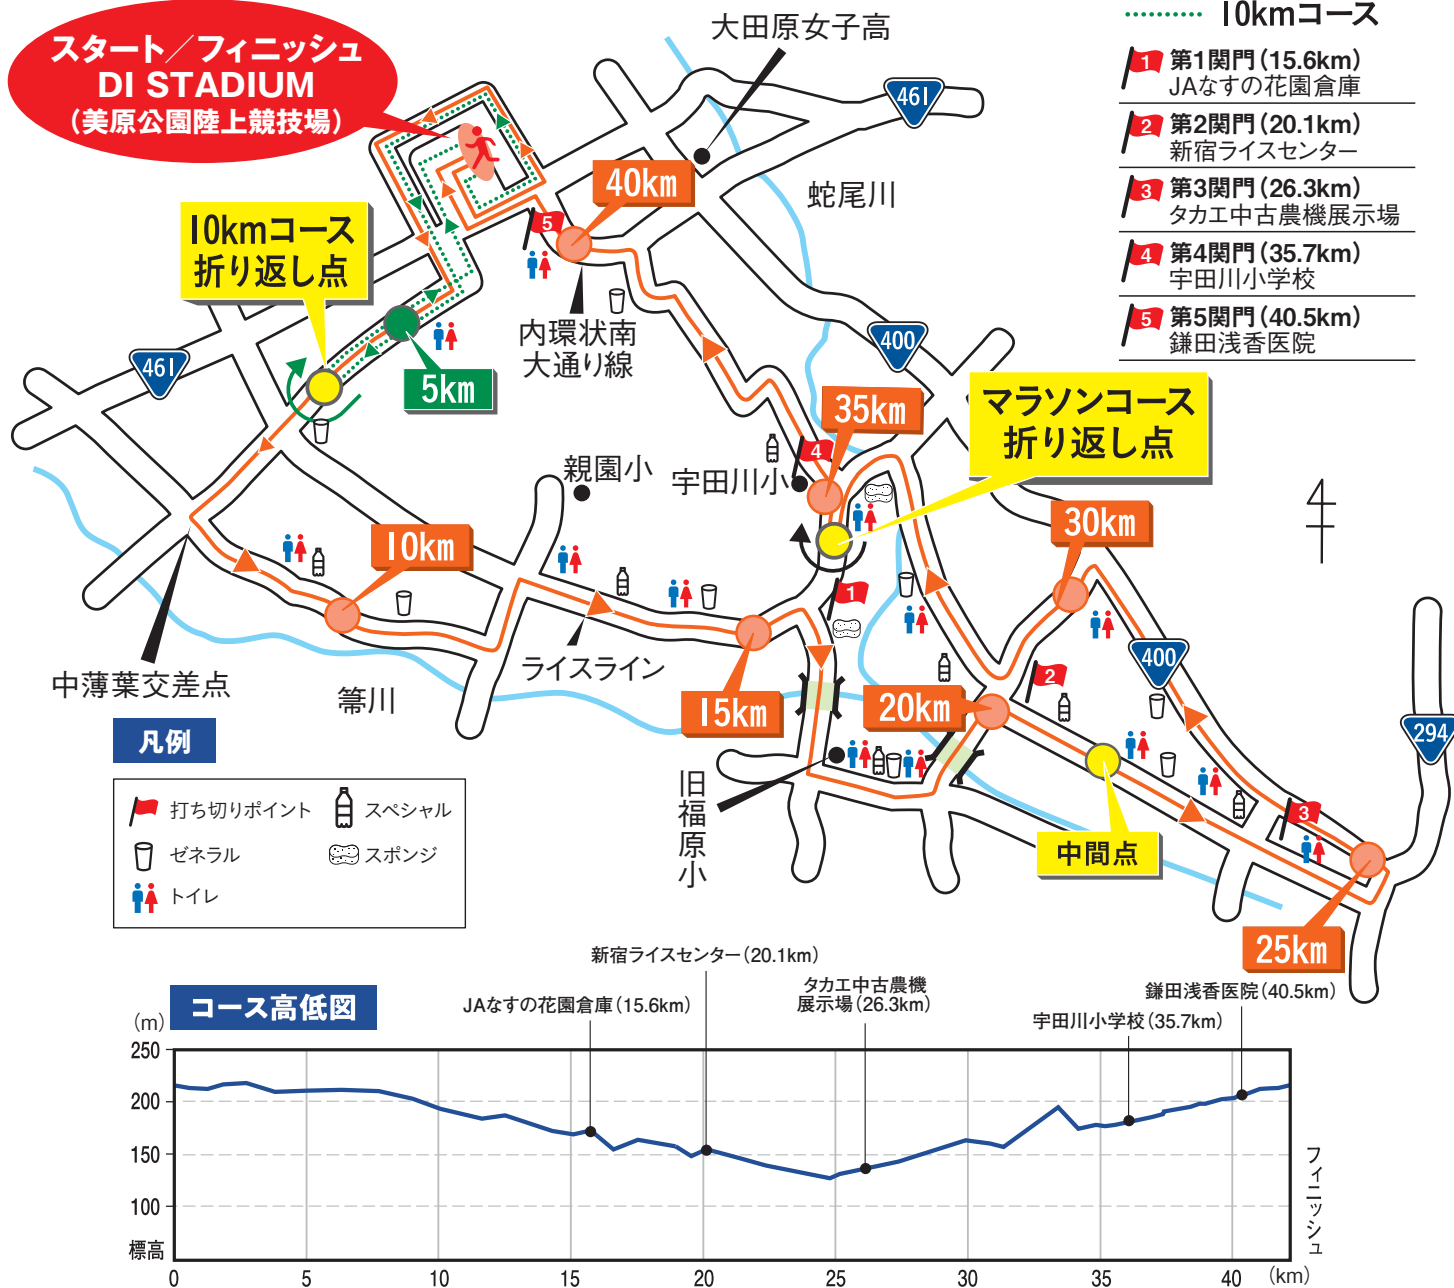 スタート／フィニッシュ
DI STADIUM
（美原公園陸上競技場）
大田原女子高
10kmコース
1 第1関門（15.6km）
JAなすの花園倉庫
2 第2関門（20.1km）
新宿ライスセンター
3 第3関門（26.3km）
タカエ中古農機展示場
4 第4関門（35.7km）
宇田川小学校
5 第5関門（40.5km）
鎌田浅香医院
461
40km
蛇尾川
5
10kmコース
折り返し点
内環状南
大通り線
400
461
5km
35km
マラソンコース
折り返し点
4
親園小
宇田川小
30km
10km
1
ライスライン
400
中薄葉交差点
箒川
15km
20km
2
294
旧福原小
3
中間点
25km
凡例
打ち切りポイント
スペシャル
ゼネラル
スポンジ
トイレ
コース高低図
新宿ライスセンター（20.1km）
JAなすの花園倉庫（15.6km）
タカエ中古農機
展示場（26.3km）
鎌田浅香医院（40.5km）
宇田川小学校（35.7km）
(m)
250
200
150
100
標高
フィニッシュ
0 5 10 15 20 25 30 35 40 (km)